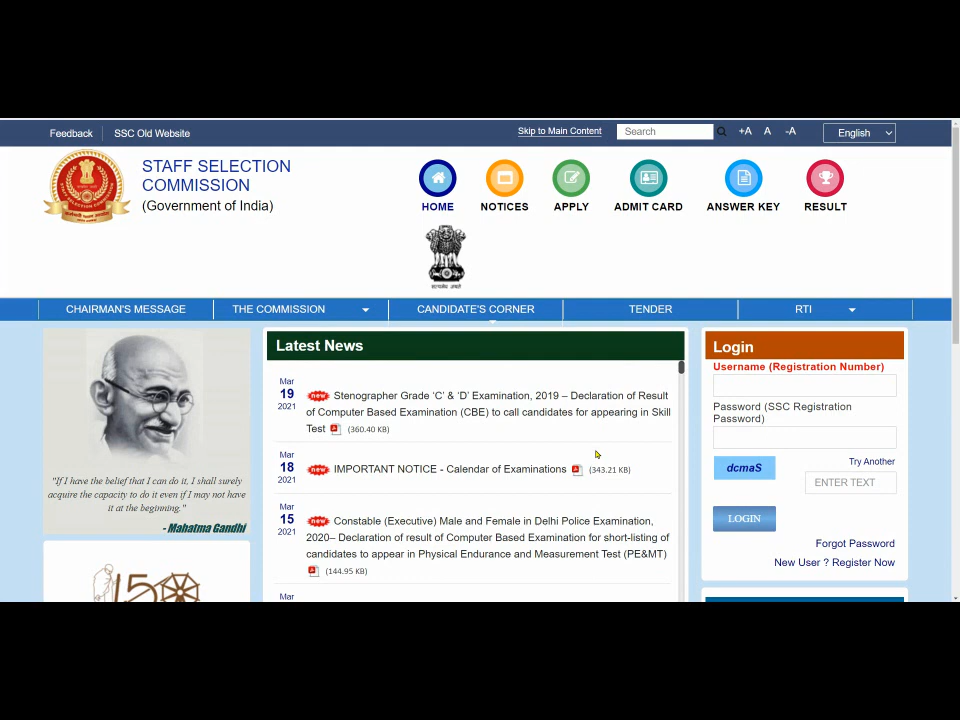 Feedback
SSC Old Website
Skip to Main Content
Search
+A A -A
English
STAFF SELECTION
COMMISSION
(Government of India)
HOME
NOTICES
APPLY
ADMIT CARD
ANSWER KEY
RESULT
CHAIRMAN'S MESSAGE
THE COMMISSION
CANDIDATE'S CORNER
TENDER
RTI
"If I have the belief that I can do it, I shall surely
acquire the capacity to do it even if I may not have
it at the beginning."
- Mahatma Gandhi
150
Latest News
Mar
19
2021
new Stenographer Grade 'C' & 'D' Examination, 2019 – Declaration of Result
of Computer Based Examination (CBE) to call candidates for appearing in Skill
Test (360.40 KB)
Mar
18
2021
new IMPORTANT NOTICE - Calendar of Examinations (343.21 KB)
Mar
15
2021
new Constable (Executive) Male and Female in Delhi Police Examination,
2020– Declaration of result of Computer Based Examination for short-listing of
candidates to appear in Physical Endurance and Measurement Test (PE&MT)
(144.95 KB)
Mar
Login
Username (Registration Number)
Password (SSC Registration
Password)
dcmaS
Try Another
ENTER TEXT
LOGIN
Forgot Password
New User ? Register Now